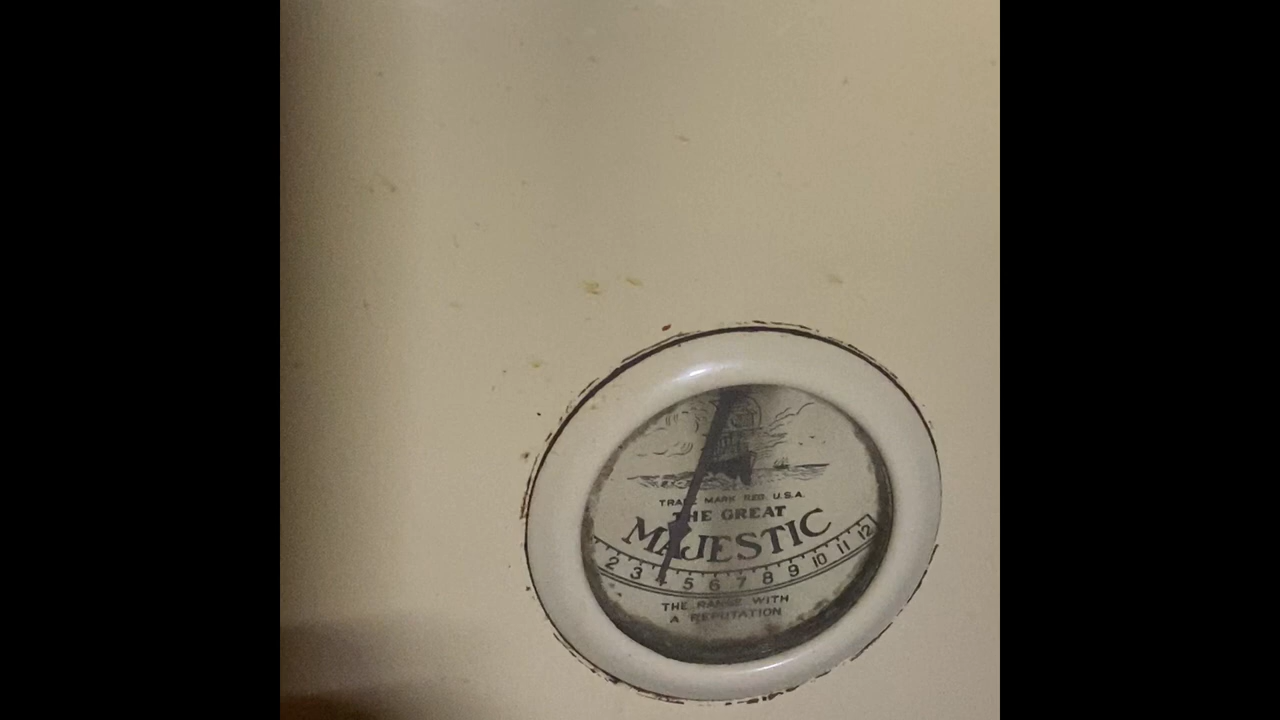 TRADE MARK REG. U.S.A.
THE GREAT
MAJESTIC
2 3 5 6 7 8 9 10 11 12
THE RANGE WITH
A REPUTATION